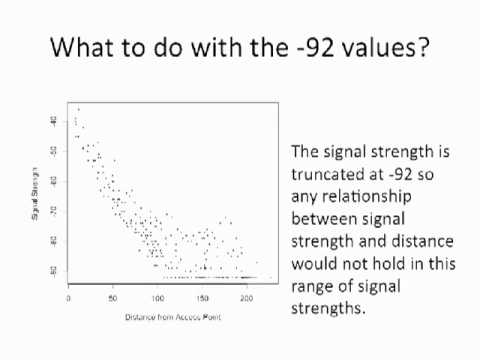 What to do with the -92 values?
-40
-50
-60
-70
-80
-90
Signal Strength
0 50 100 150 200
Distance from Access Point
The signal strength is
truncated at -92 so
any relationship
between signal
strength and distance
would not hold in this
range of signal
strengths.